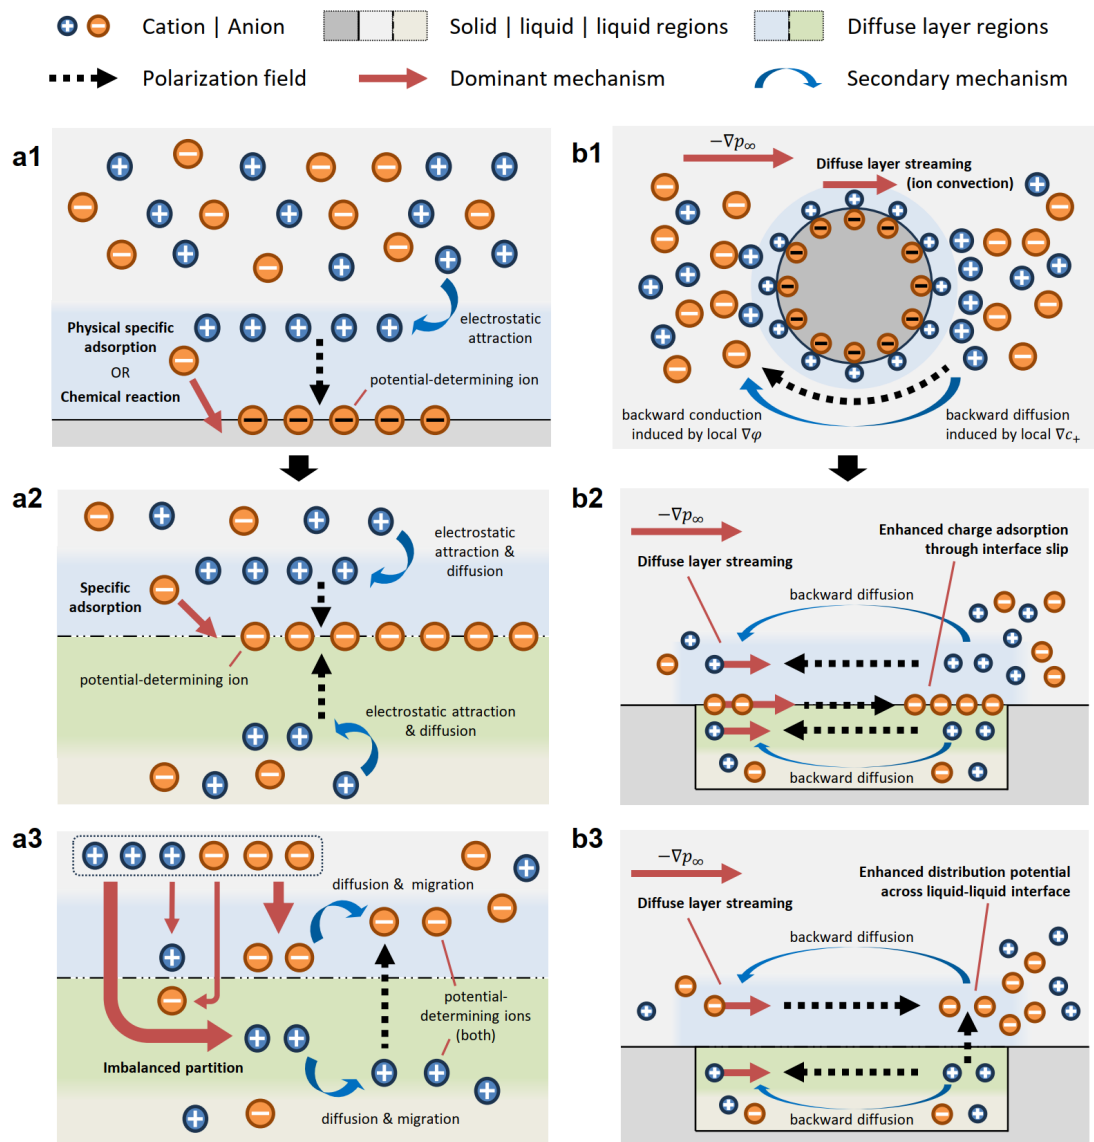 Cation | Anion
Solid | liquid | liquid regions
Diffuse layer regions
Polarization field
Dominant mechanism
Secondary mechanism
a1
Physical specific
adsorption
OR
Chemical reaction
electrostatic
attraction
potential-determining ion
b1
−∇p∞
Diffuse layer streaming
(ion convection)
backward conduction
induced by local ∇φ
backward diffusion
induced by local ∇c₊
a2
electrostatic
attraction &
diffusion
Specific
adsorption
potential-determining ion
electrostatic attraction
& diffusion
b2
−∇p∞
Enhanced charge adsorption
through interface slip
Diffuse layer streaming
backward diffusion
backward diffusion
a3
diffusion & migration
potential-
determining ions
(both)
Imbalanced partition
diffusion & migration
b3
−∇p∞
Enhanced distribution potential
across liquid-liquid interface
Diffuse layer streaming
backward diffusion
backward diffusion